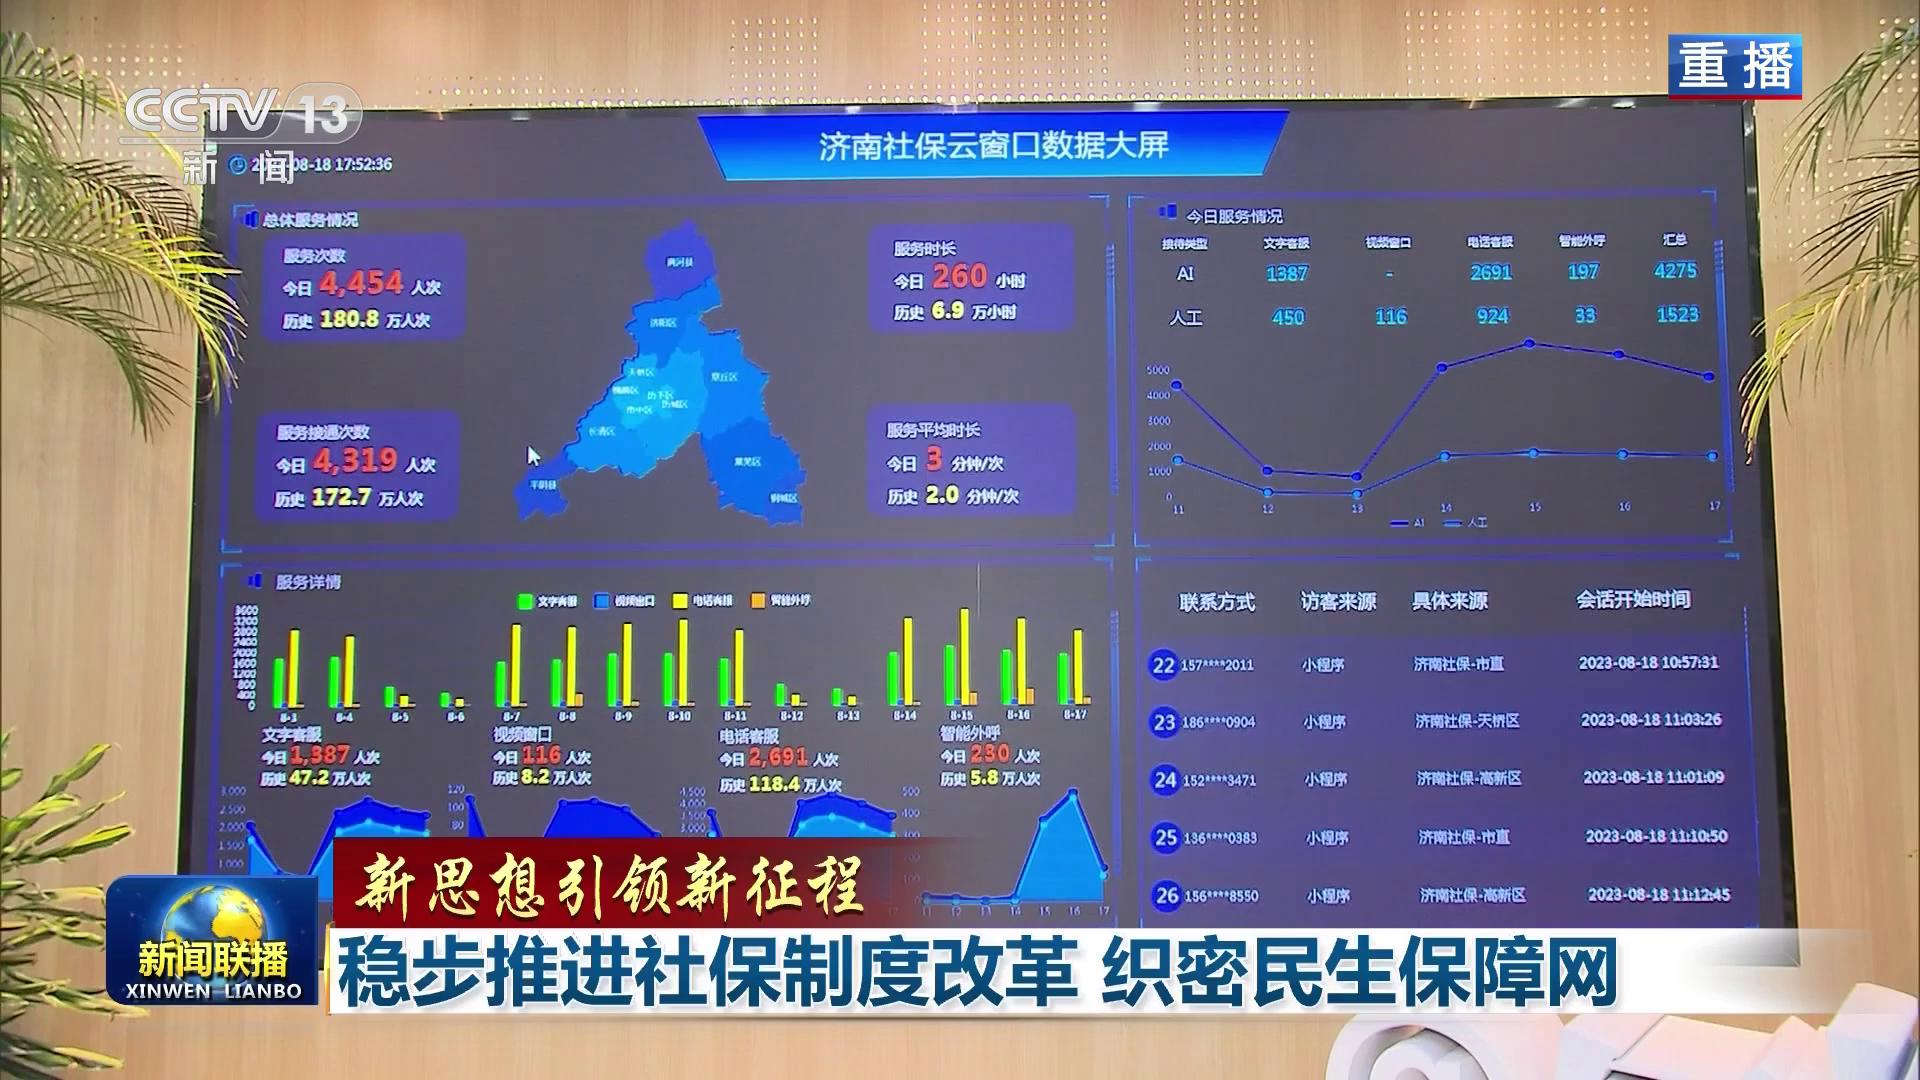 重播
CCTV 13
新闻
济南社保云窗口数据大屏
08-18 17:52:36
总体服务情况
服务次数
今日 4,454 人次
历史 180.8 万人次
服务接通次数
今日 4,319 人次
历史 172.7 万人次
商河县
济阳区
天桥区
槐荫区
历下区
市中区
历城区
章丘区
长清区
平阴县
莱芜区
钢城区
服务时长
今日 260 小时
历史 6.9 万小时
服务平均时长
今日 3 分钟/次
历史 2.0 分钟/次
今日服务情况
接待类型 文字客服 视频窗口 电话客服 智能外呼 汇总
AI 1387 - 2691 197 4275
人工 450 116 924 33 1523
5000
4000
3000
2000
1000
0
11 12 13 14 15 16 17
AI 人工
服务详情
文字客服 视频窗口 电话客服 智能外呼
3600
3200
2800
2400
2000
1600
1200
800
400
0
8-3 8-4 8-5 8-6 8-7 8-8 8-9 8-10 8-11 8-12 8-13 8-14 8-15 8-16 8-17
文字客服
今日 1,387 人次
历史 47.2 万人次
视频窗口
今日 116 人次
历史 8.2 万人次
电话客服
今日 2,691 人次
历史 118.4 万人次
智能外呼
今日 230 人次
历史 5.8 万人次
3,000
2,500
2,000
1,500
1,000
120
100
80
4,500
4,000
3,500
3,000
500
400
300
11 12 13 14 15 16 17
联系方式 访客来源 具体来源 会话开始时间
22 157****2011 小程序 济南社保-市直 2023-08-18 10:57:31
23 186****0904 小程序 济南社保-天桥区 2023-08-18 11:03:26
24 152****3471 小程序 济南社保-高新区 2023-08-18 11:01:09
25 136****0383 小程序 济南社保-市直 2023-08-18 11:10:50
26 156****8550 小程序 济南社保-高新区 2023-08-18 11:12:45
新思想引领新征程
新闻联播
XINWEN LIANBO
稳步推进社保制度改革 织密民生保障网